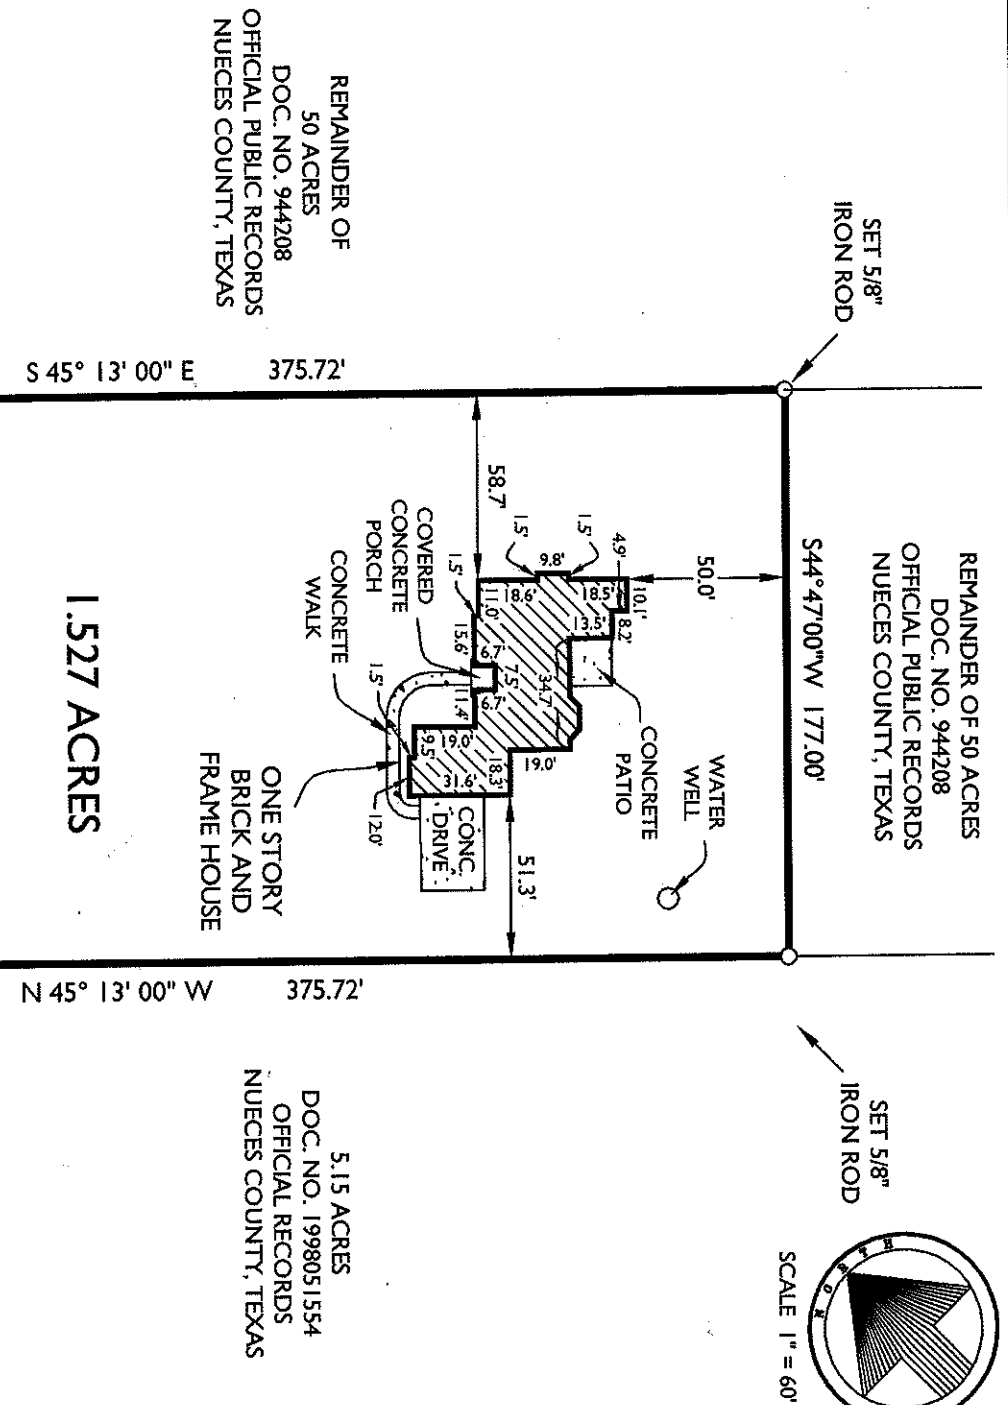 REMAINDER OF
50 ACRES
DOC. NO. 944208
OFFICIAL PUBLIC RECORDS
NUECES COUNTY, TEXAS
SET 5/8"
IRON ROD
S 45° 13' 00" E 375.72'
REMAINDER OF 50 ACRES
DOC. NO. 944208
OFFICIAL PUBLIC RECORDS
NUECES COUNTY, TEXAS
S44°47'00"W 177.00'
50.0'
58.7'
1.5'
9.8'
1.5'
4.9'
10.1'
8.2'
18.5'
13.5'
18.6'
11.0'
1.5'
15.6'
6.7'
7.5'
6.7'
11.4'
34.7'
19.0'
18.3'
19.0'
9.5'
1.5'
31.6'
12.0'
51.3'
COVERED
CONCRETE
PORCH
CONCRETE
WALK
CONCRETE
PATIO
WATER
WELL
CONC.
DRIVE
ONE STORY
BRICK AND
FRAME HOUSE
1.527 ACRES
N 45° 13' 00" W 375.72'
SET 5/8"
IRON ROD
5.15 ACRES
DOC. NO. 1998051554
OFFICIAL RECORDS
NUECES COUNTY, TEXAS
NORTH
SCALE 1" = 60'